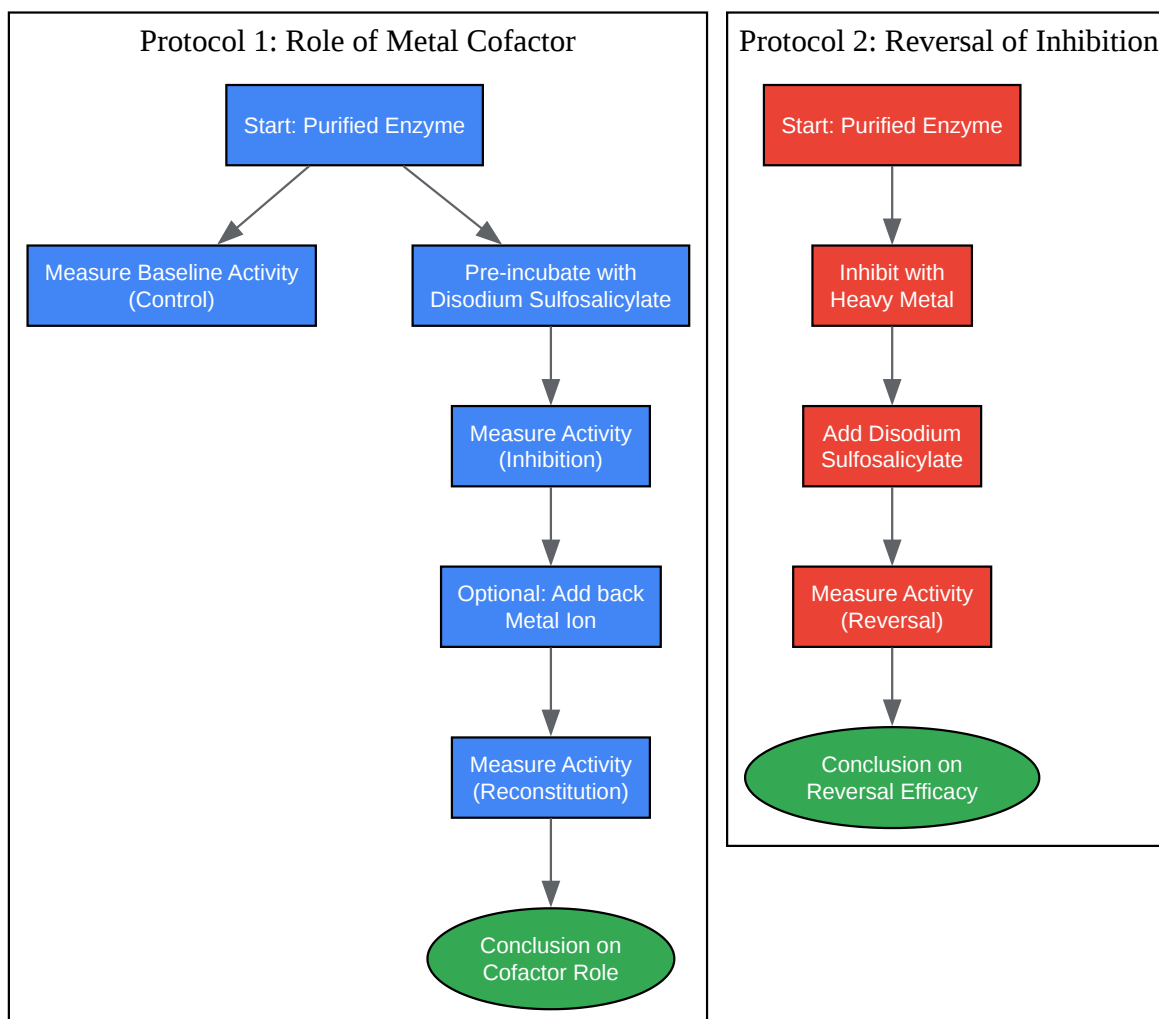 Protocol 1: Role of Metal Cofactor
Start: Purified Enzyme
Measure Baseline Activity
(Control)
Pre-incubate with
Disodium Sulfosalicylate
Measure Activity
(Inhibition)
Optional: Add back
Metal Ion
Measure Activity
(Reconstitution)
Conclusion on
Cofactor Role
Protocol 2: Reversal of Inhibition
Start: Purified Enzyme
Inhibit with
Heavy Metal
Add Disodium
Sulfosalicylate
Measure Activity
(Reversal)
Conclusion on
Reversal Efficacy